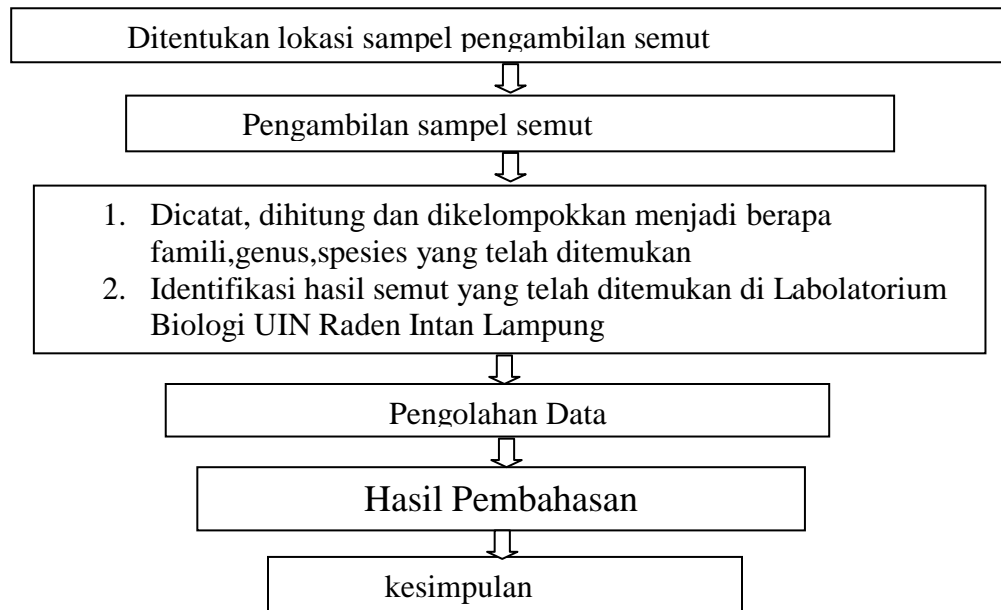 Ditentukan lokasi sampel pengambilan semut
Pengambilan sampel semut
1. Dicatat, dihitung dan dikelompokkan menjadi berapa
famili,genus,spesies yang telah ditemukan
2. Identifikasi hasil semut yang telah ditemukan di Labolatorium
Biologi UIN Raden Intan Lampung
Pengolahan Data
Hasil Pembahasan
kesimpulan